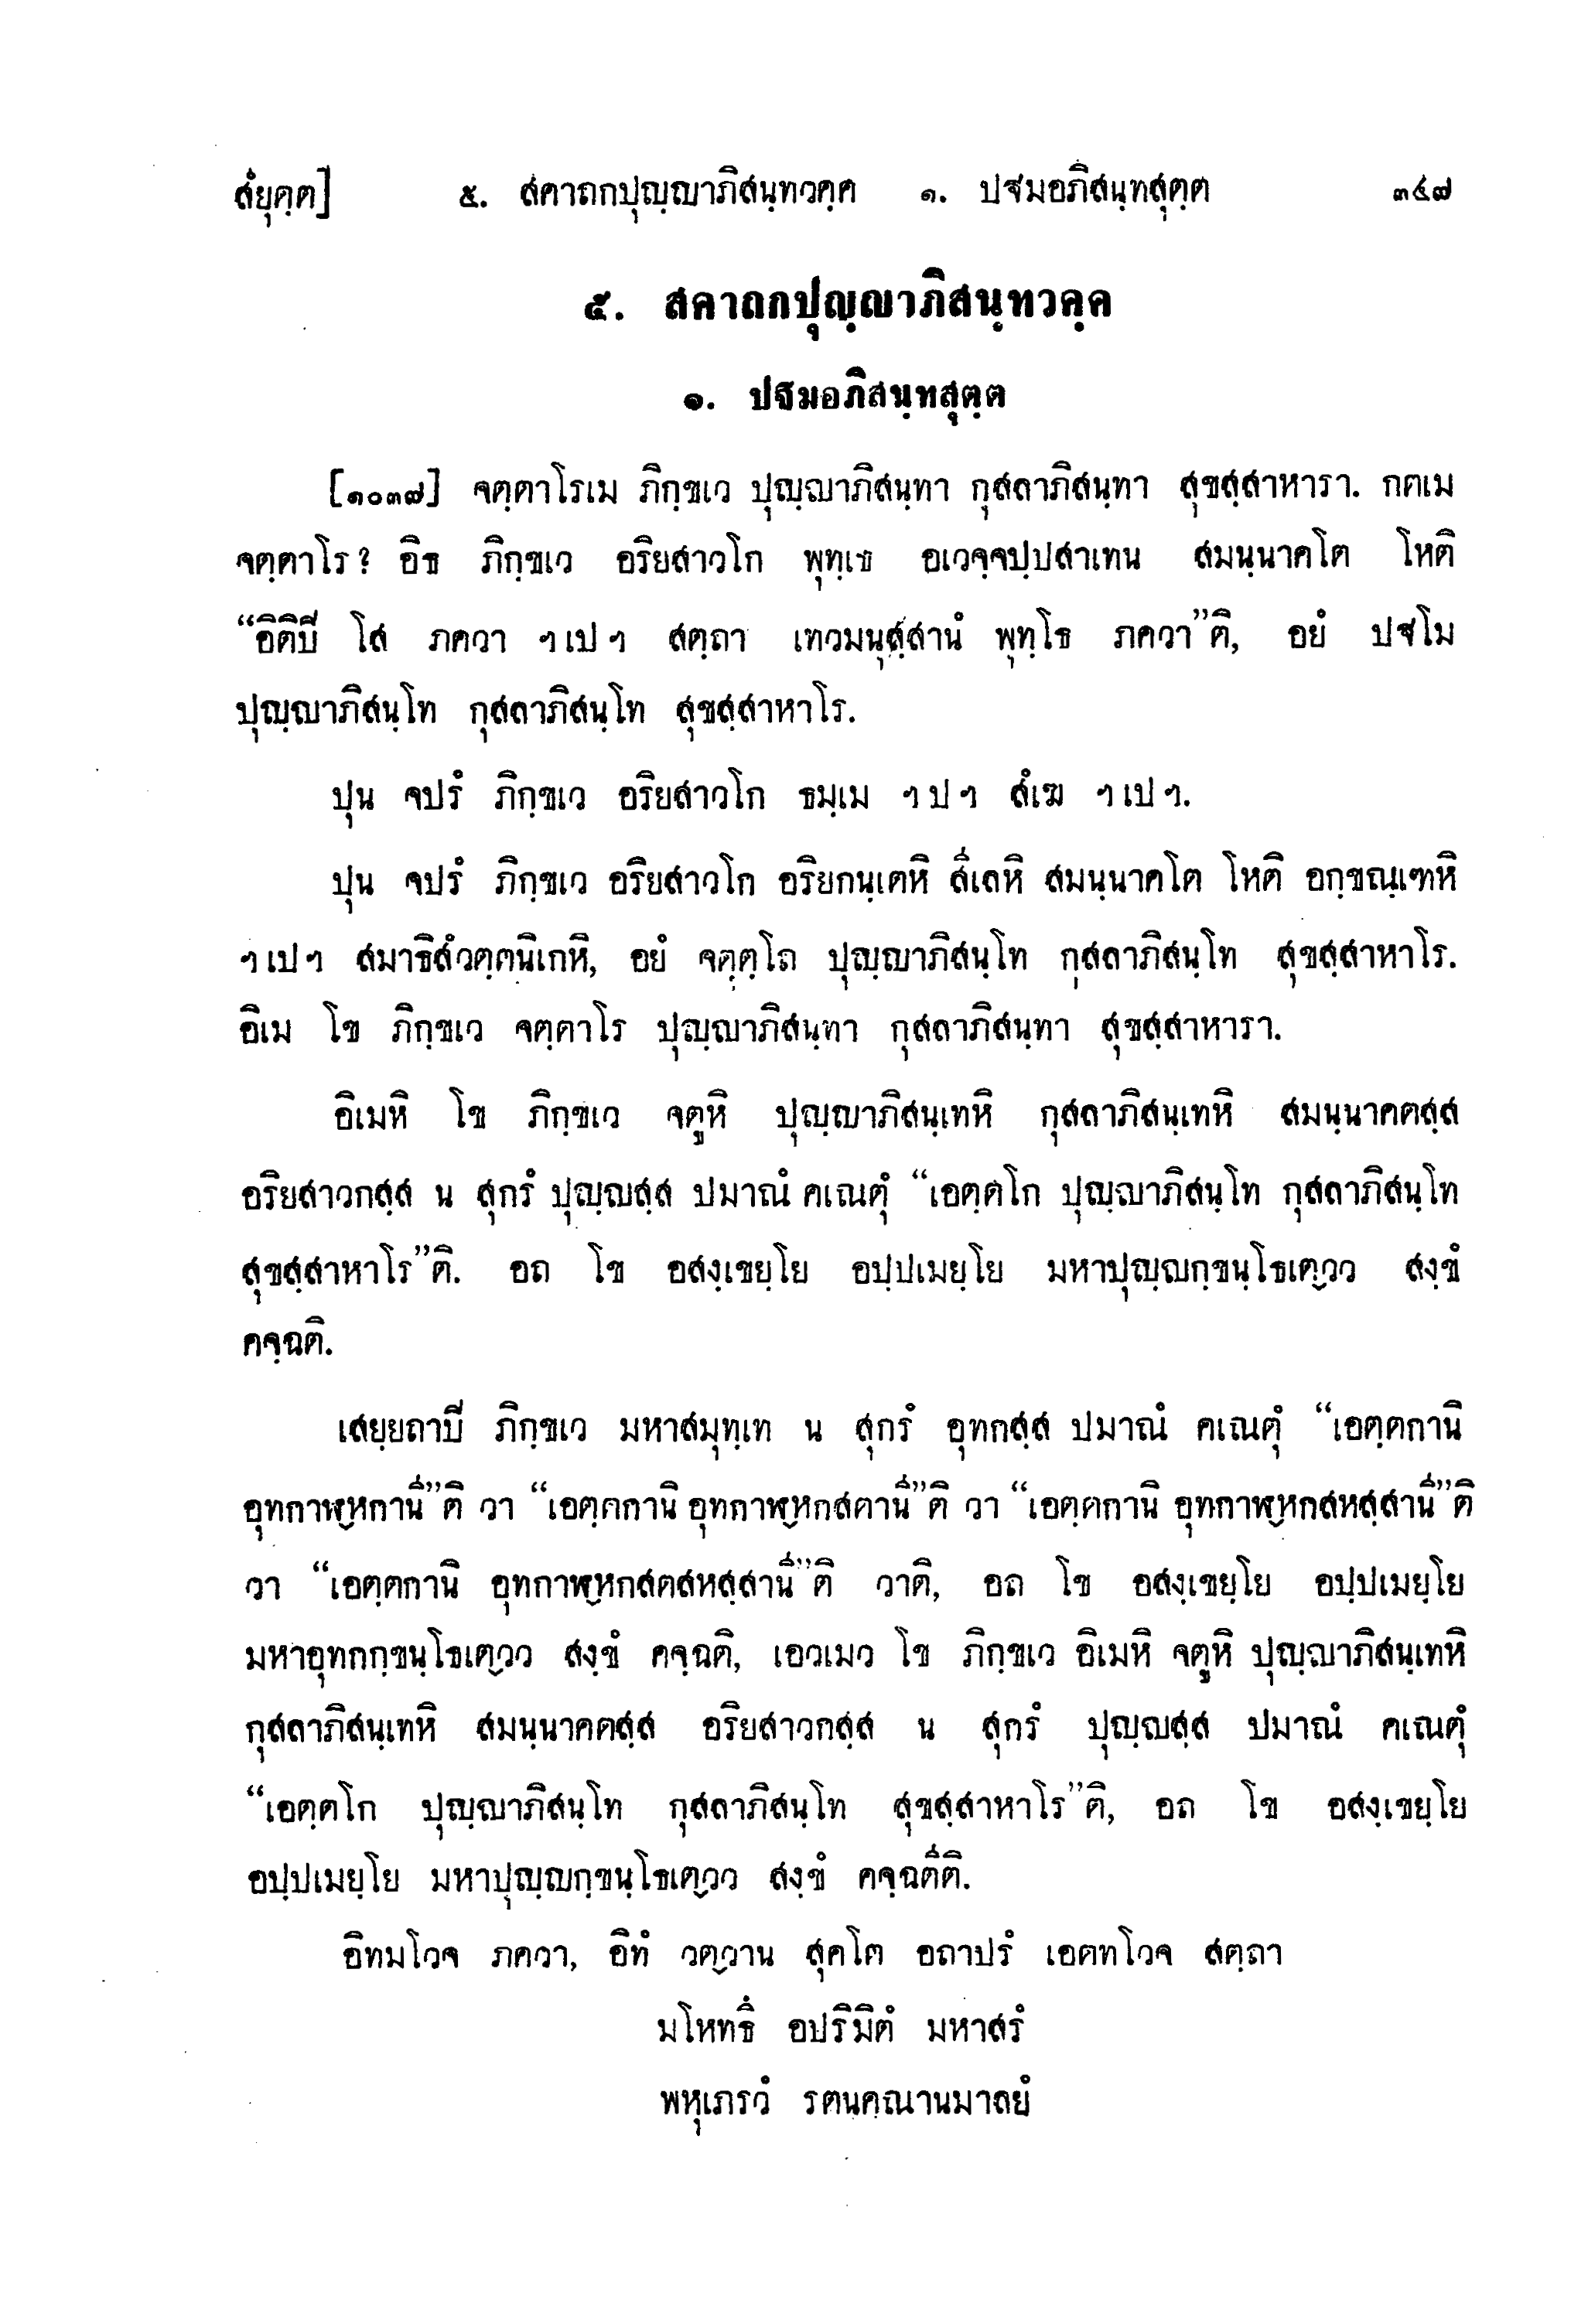 สํยุตฺต] ๕. สคาถกปุญฺญาภิสนฺทวคฺค ๑. ปฐมอภิสนฺทสุตฺต ๓๔๗
๕. สคาถกปุญฺญาภิสนฺทวคฺค
๑. ปฐมอภิสนฺทสุตฺต
[๑๐๓๗] จตฺตาโรเม ภิกฺขเว ปุญฺญาภิสนฺทา กุสลาภิสนฺทา สุขสฺสาหารา. กตเม
จตฺตาโร? อิธ ภิกฺขเว อริยสาวโก พุทฺเธ อเวจฺจปฺปสาเทน สมนฺนาคโต โหติ
“อิติปิ โส ภควา ฯเปฯ สตฺถา เทวมนุสฺสานํ พุทฺโธ ภควา”ติ, อยํ ปฐโม
ปุญฺญาภิสนฺโท กุสลาภิสนฺโท สุขสฺสาหาโร.
ปุน จปรํ ภิกฺขเว อริยสาวโก ธมฺเม ฯปฯ สํเฆ ฯเปฯ.
ปุน จปรํ ภิกฺขเว อริยสาวโก อริยกนฺเตหิ สีเลหิ สมนฺนาคโต โหติ อกฺขณฺเฑหิ
ฯเปฯ สมาธิสํวตฺตนิเกหิ, อยํ จตุตฺโถ ปุญฺญาภิสนฺโท กุสลาภิสนฺโท สุขสฺสาหาโร.
อิเม โข ภิกฺขเว จตฺตาโร ปุญฺญาภิสนฺทา กุสลาภิสนฺทา สุขสฺสาหารา.
อิเมหิ โข ภิกฺขเว จตูหิ ปุญฺญาภิสนฺเทหิ กุสลาภิสนฺเทหิ สมนฺนาคตสฺส
อริยสาวกสฺส น สุกรํ ปุญฺญสฺส ปมาณํ คเณตุํ “เอตฺตโก ปุญฺญาภิสนฺโท กุสลาภิสนฺโท
สุขสฺสาหาโร”ติ. อถ โข อสงฺเขยฺโย อปฺปเมยฺโย มหาปุญฺญกฺขนฺโธเตฺวว สงฺขํ
คจฺฉติ.
เสยฺยถาปิ ภิกฺขเว มหาสมุทฺเท น สุกรํ อุทกสฺส ปมาณํ คเณตุํ “เอตฺตกานิ
อุทกาฬฺหกานี”ติ วา “เอตฺตกานิ อุทกาฬฺหกสตานี”ติ วา “เอตฺตกานิ อุทกาฬฺหกสหสฺสานี”ติ
วา “เอตฺตกานิ อุทกาฬฺหกสตสหสฺสานี”ติ วาติ, อถ โข อสงฺเขยฺโย อปฺปเมยฺโย
มหาอุทกกฺขนฺโธเตฺวว สงฺขํ คจฺฉติ, เอวเมว โข ภิกฺขเว อิเมหิ จตูหิ ปุญฺญาภิสนฺเทหิ
กุสลาภิสนฺเทหิ สมนฺนาคตสฺส อริยสาวกสฺส น สุกรํ ปุญฺญสฺส ปมาณํ คเณตุํ
“เอตฺตโก ปุญฺญาภิสนฺโท กุสลาภิสนฺโท สุขสฺสาหาโร”ติ, อถ โข อสงฺเขยฺโย
อปฺปเมยฺโย มหาปุญฺญกฺขนฺโธเตฺวว สงฺขํ คจฺฉตีติ.
อิทมโวจ ภควา, อิทํ วตฺวาน สุคโต อถาปรํ เอตทโวจ สตฺถา
มโหทธึ อปริมิตํ มหาสรํ
พหุเภรวํ รตนคณานมาลยํ